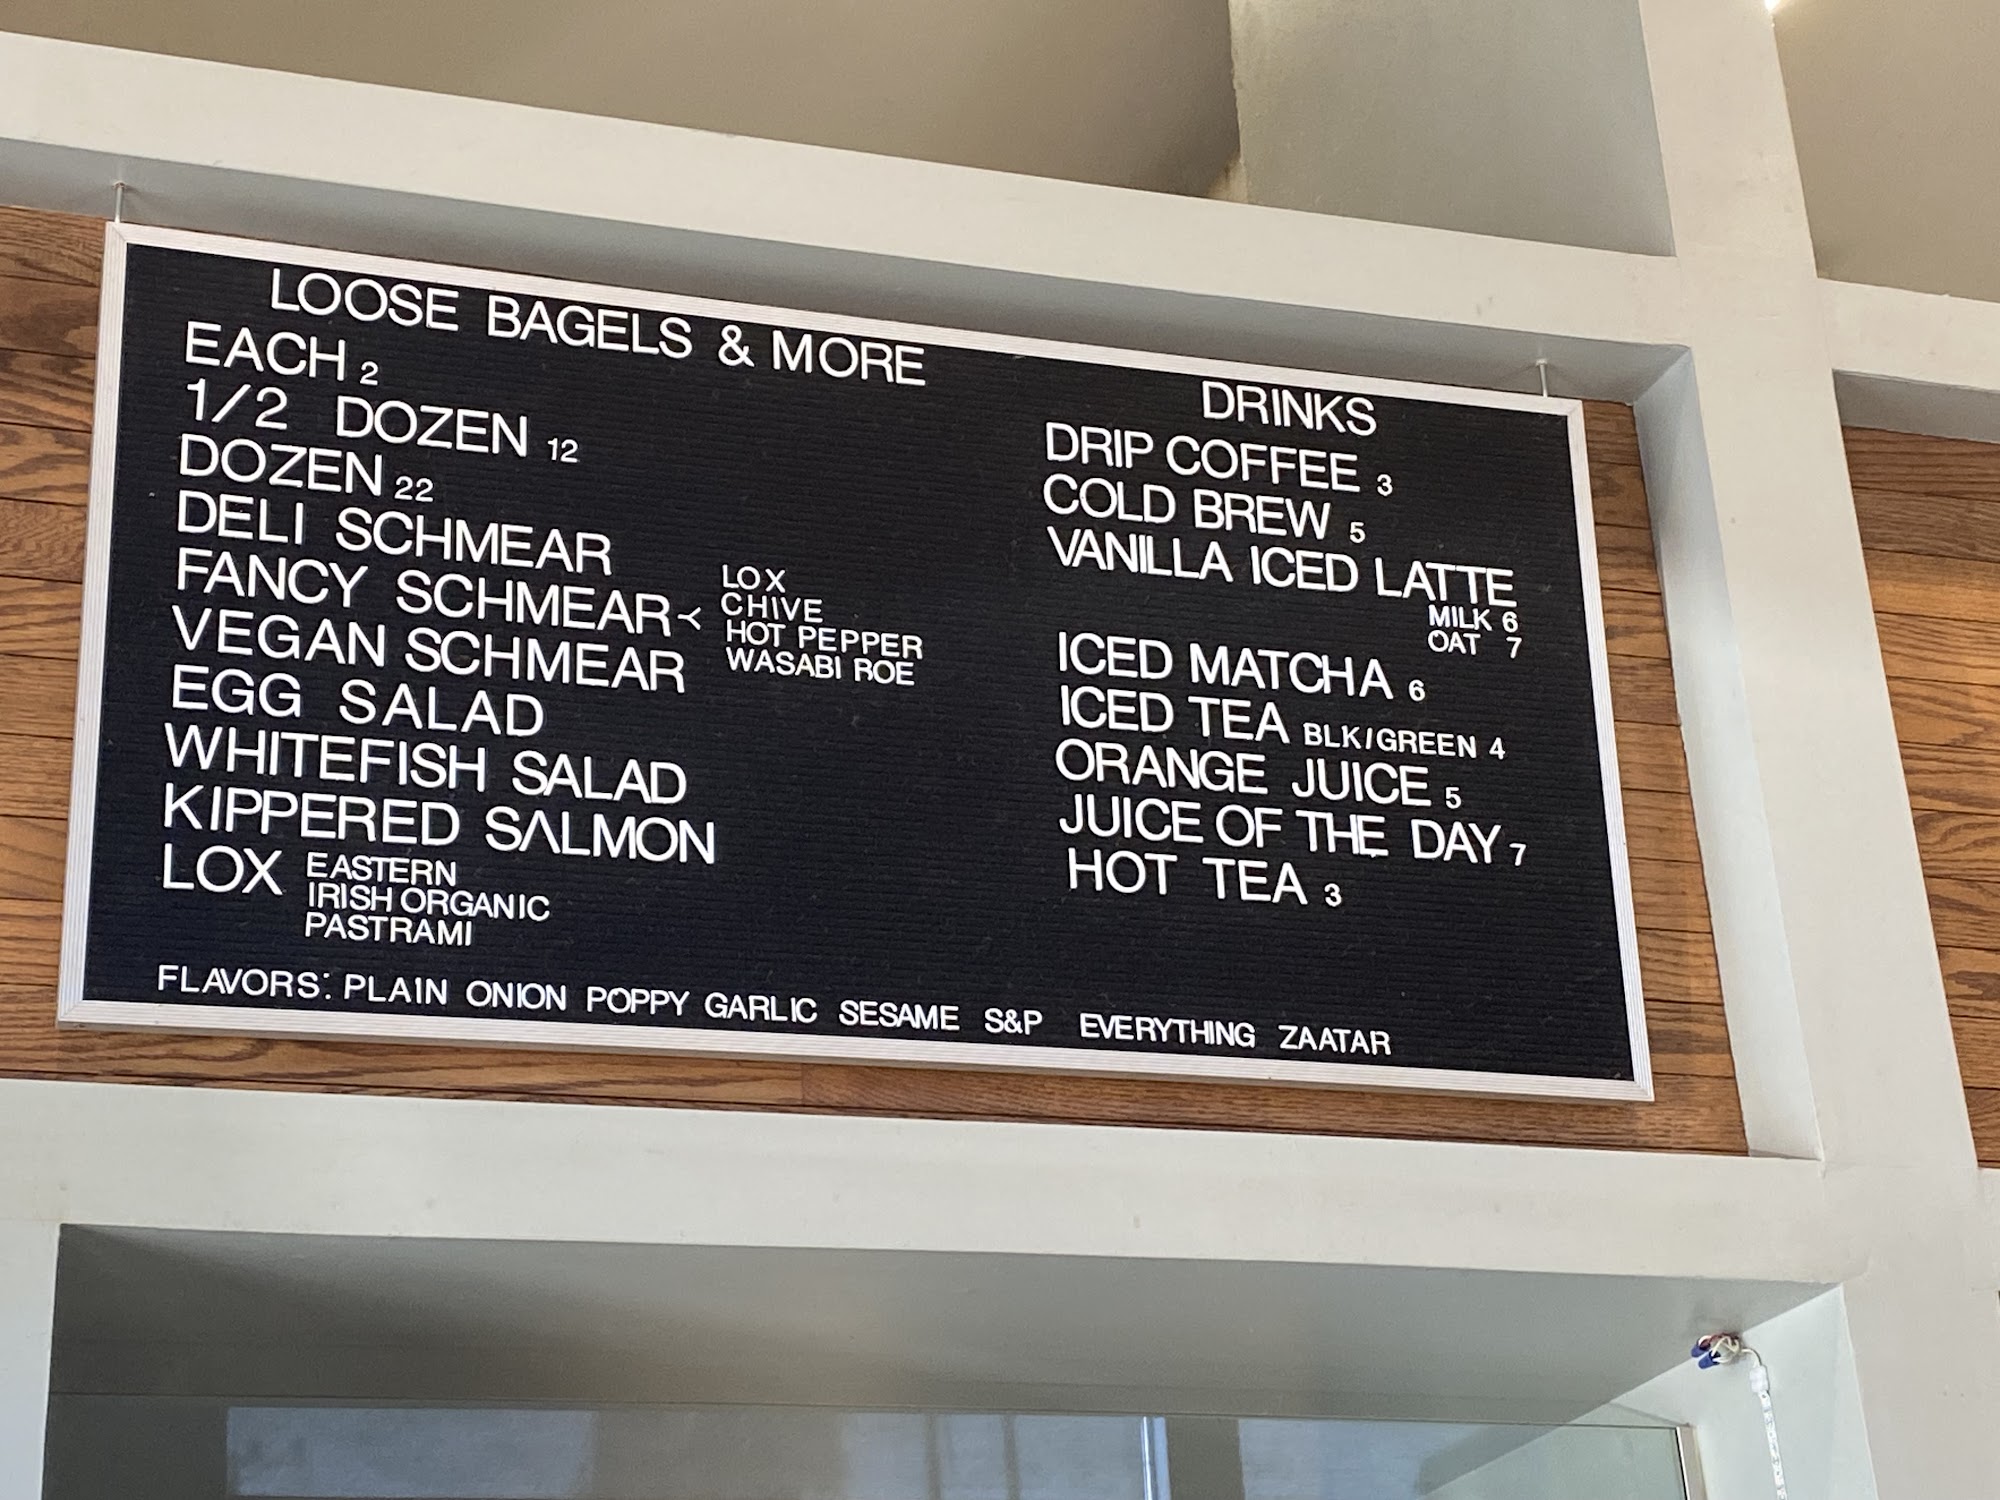 LOOSE BAGELS & MORE
EACH 2
1/2 DOZEN 12
DOZEN 22
DELI SCHMEAR
FANCY SCHMEAR <
LOX
CHIVE
HOT PEPPER
WASABI ROE
VEGAN SCHMEAR
EGG SALAD
WHITEFISH SALAD
KIPPERED SALMON
LOX EASTERN
IRISH ORGANIC
PASTRAMI
DRINKS
DRIP COFFEE 3
COLD BREW 5
VANILLA ICED LATTE
MILK 6
OAT 7
ICED MATCHA 6
ICED TEA BLK/GREEN 4
ORANGE JUICE 5
JUICE OF THE DAY 7
HOT TEA 3
FLAVORS: PLAIN ONION POPPY GARLIC SESAME S&P EVERYTHING ZAATAR